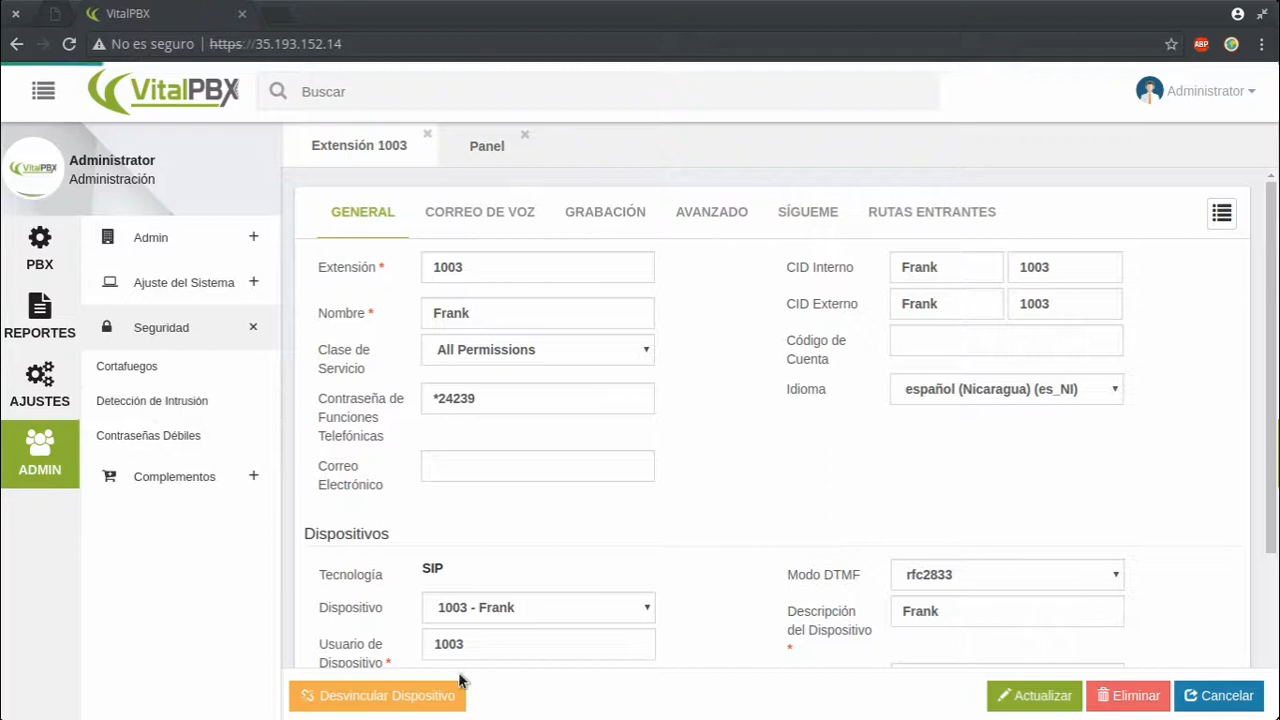 VitalPBX
No es seguro | https://35.193.152.14
VitalPBX
Buscar
Administrator
VitalPBX
Administrator
Administración
Extensión 1003
Panel
PBX
REPORTES
AJUSTES
ADMIN
Admin
Ajuste del Sistema
Seguridad
Cortafuegos
Detección de Intrusión
Contraseñas Débiles
Complementos
GENERAL CORREO DE VOZ GRABACIÓN AVANZADO SÍGUEME RUTAS ENTRANTES
Extensión * 1003
Nombre * Frank
Clase de
Servicio
All Permissions
Contraseña de
Funciones
Telefónicas
*24239
Correo
Electrónico
CID Interno Frank 1003
CID Externo Frank 1003
Código de
Cuenta
Idioma español (Nicaragua) (es_NI)
Dispositivos
Tecnología SIP
Dispositivo 1003 - Frank
Usuario de
Dispositivo *
1003
Modo DTMF rfc2833
Descripción
del Dispositivo
*
Frank
Desvincular Dispositivo
Actualizar Eliminar Cancelar
ABP